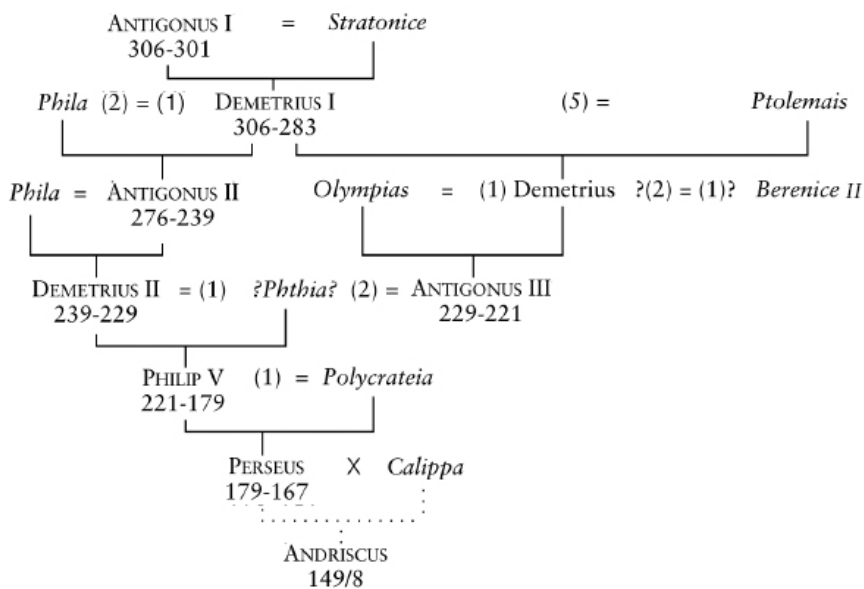 ANTIGONUS I = Stratonice
306-301
Phila (2) = (1) DEMETRIUS I (5) = Ptolemais
306-283
Phila = ANTIGONUS II Olympias = (1) Demetrius ?(2) = (1)? Berenice II
276-239
DEMETRIUS II = (1) ?Phthia? (2) = ANTIGONUS III
239-229 229-221
PHILIP V (1) = Polycrateia
221-179
PERSEUS X Calippa
179-167
ANDRISCUS
149/8